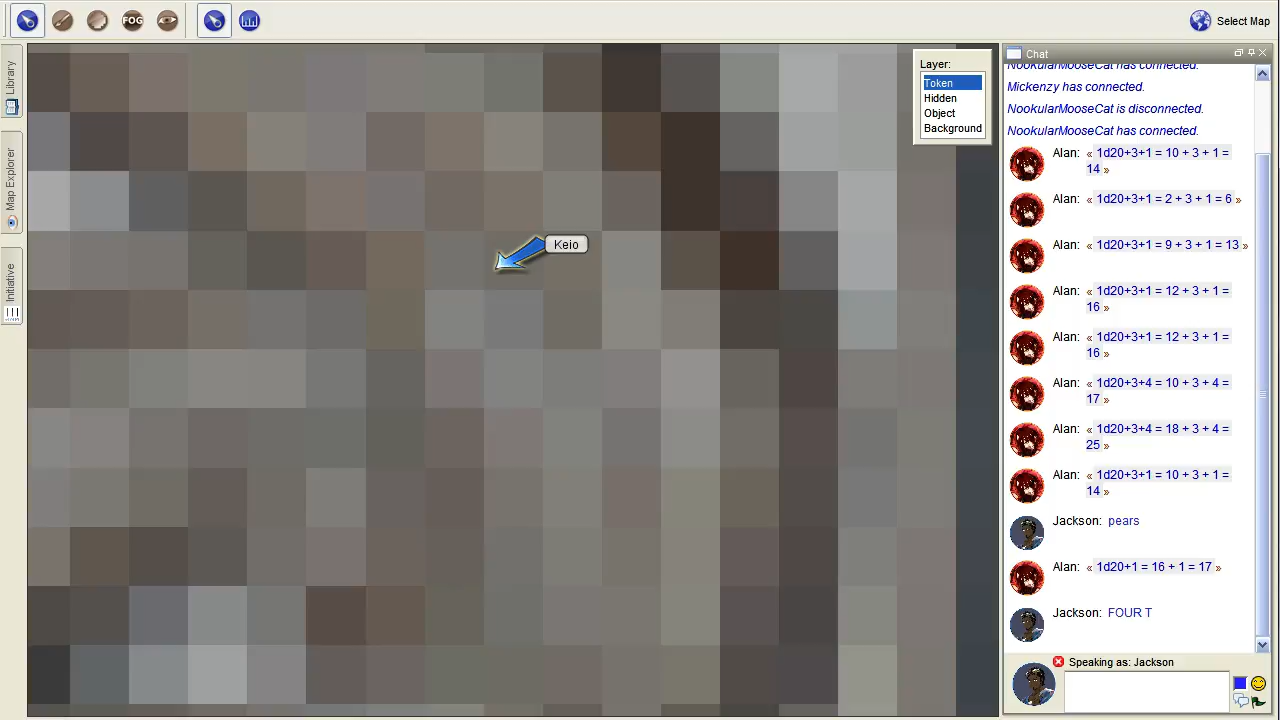 FOG
Select Map
Library
Map Explorer
Initiative
Layer:
Token
Hidden
Object
Background
Keio
Chat
NookularMooseCat has connected.
Mickenzy has connected.
NookularMooseCat is disconnected.
NookularMooseCat has connected.
Alan: « 1d20+3+1 = 10 + 3 + 1 =
14 »
Alan: « 1d20+3+1 = 2 + 3 + 1 = 6 »
Alan: « 1d20+3+1 = 9 + 3 + 1 = 13 »
Alan: « 1d20+3+1 = 12 + 3 + 1 =
16 »
Alan: « 1d20+3+1 = 12 + 3 + 1 =
16 »
Alan: « 1d20+3+4 = 10 + 3 + 4 =
17 »
Alan: « 1d20+3+4 = 18 + 3 + 4 =
25 »
Alan: « 1d20+3+1 = 10 + 3 + 1 =
14 »
Jackson: pears
Alan: « 1d20+1 = 16 + 1 = 17 »
Jackson: FOUR T
Speaking as: Jackson